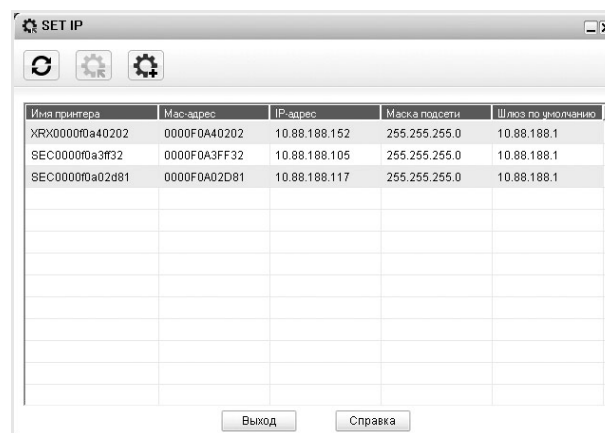 SET IP
Имя принтера Mac-адрес IP-адрес Маска подсети Шлюз по умолчанию
XRX0000f0a40202 0000F0A40202 10.88.188.152 255.255.255.0 10.88.188.1
SEC0000f0a3ff32 0000F0A3FF32 10.88.188.105 255.255.255.0 10.88.188.1
SEC0000f0a02d81 0000F0A02D81 10.88.188.117 255.255.255.0 10.88.188.1
Выход Справка